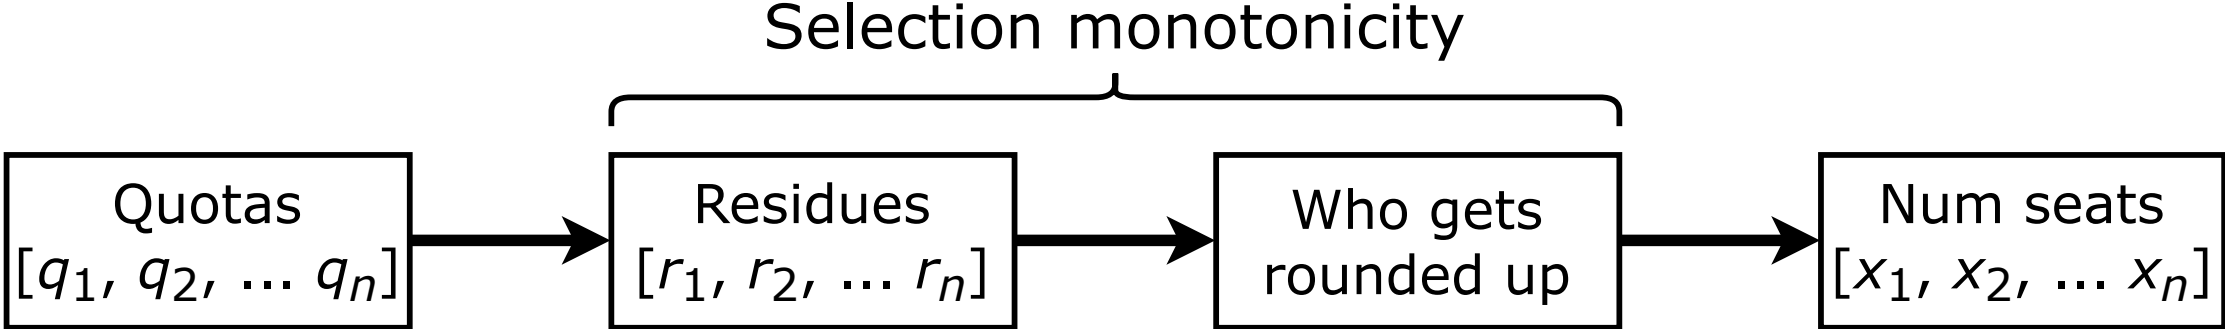 Selection monotonicity
Quotas
[q₁, q₂, ... qₙ]
Residues
[r₁, r₂, ... rₙ]
Who gets
rounded up
Num seats
[x₁, x₂, ... xₙ]